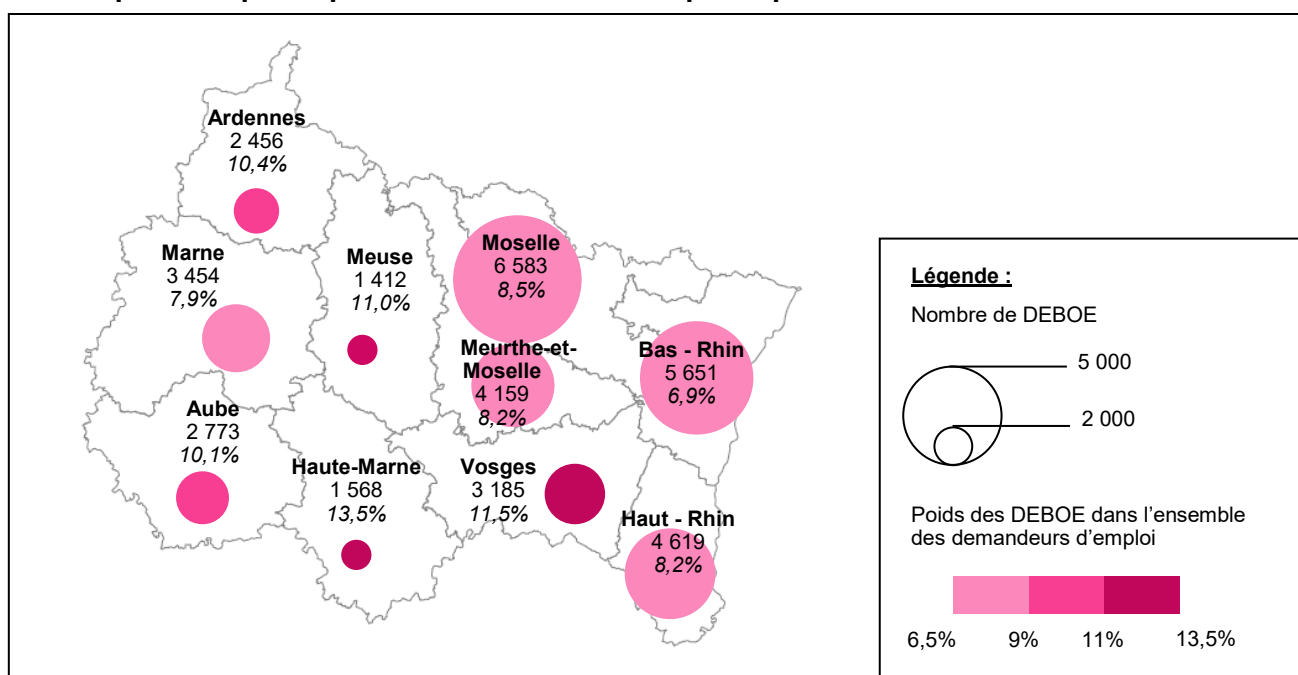 Ardennes
2 456
10,4%
Marne
3 454
7,9%
Meuse
1 412
11,0%
Moselle
6 583
8,5%
Meurthe-et-
Moselle
4 159
8,2%
Bas - Rhin
5 651
6,9%
Aube
2 773
10,1%
Haute-Marne
1 568
13,5%
Vosges
3 185
11,5%
Haut - Rhin
4 619
8,2%
Légende :
Nombre de DEBOE
5 000
2 000
Poids des DEBOE dans l’ensemble
des demandeurs d’emploi
6,5% 9% 11% 13,5%